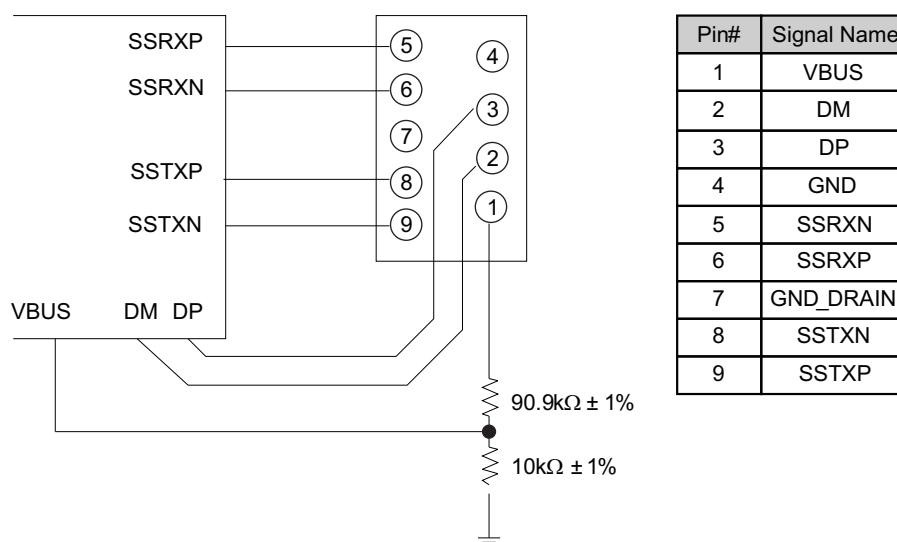 SSRXP
SSRXN
SSTXP
SSTXN
VBUS DM DP
5
6
7
8
9
4
3
2
1
90.9kΩ ± 1%
10kΩ ± 1%
Pin# Signal Name
1 VBUS
2 DM
3 DP
4 GND
5 SSRXN
6 SSRXP
7 GND_DRAIN
8 SSTXN
9 SSTXP